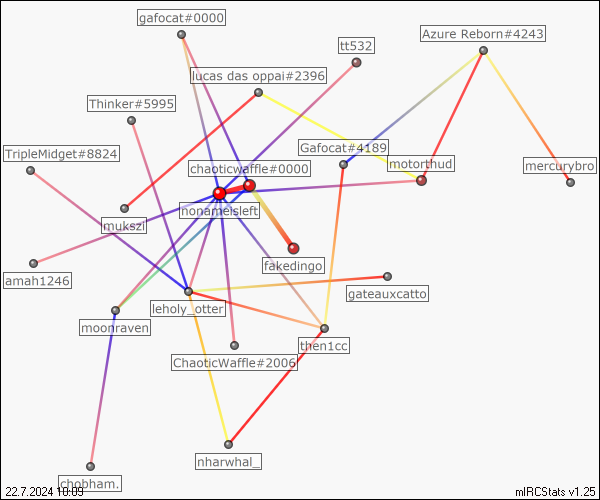 gafocat#0000
Azure Reborn#4243
tt532
lucas das oppai#2396
Thinker#5995
Gafocat#4189
TripleMidget#8824
motorthud
chaoticwaffle#0000
mercurybro
nonameisleft
mukszi
fakedingo
amah1246
gateauxcatto
leholy_otter
moonraven
then1cc
ChaoticWaffle#2006
nharwhal_
chobham.
22.7.2024 10:09
mIRCStats v1.25